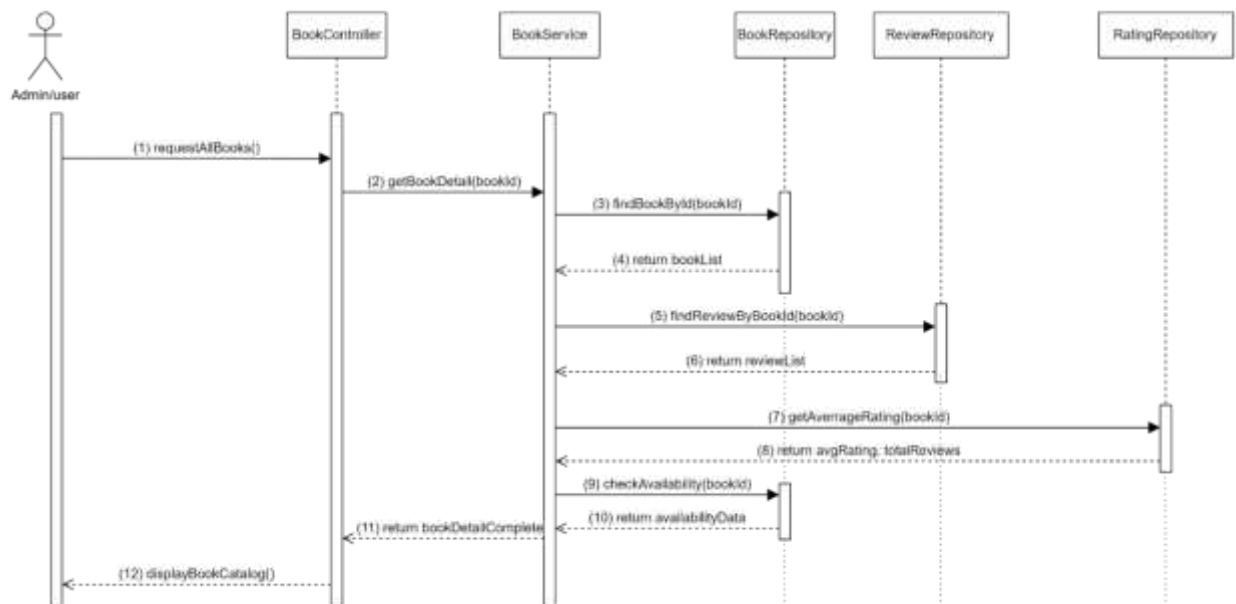 BookController
BookService
BookRepository
ReviewRepository
RatingRepository
Admin/user
(1) requestAllBooks()
(2) getBookDetail(bookId)
(3) findBookById(bookId)
(4) return bookList
(5) findReviewByBookId(bookId)
(6) return reviewList
(7) getAverrageRating(bookId)
(8) return avgRating, totalReviews
(9) checkAvailability(bookId)
(10) return availabilityData
(11) return bookDetailComplete
(12) displayBookCatalog()